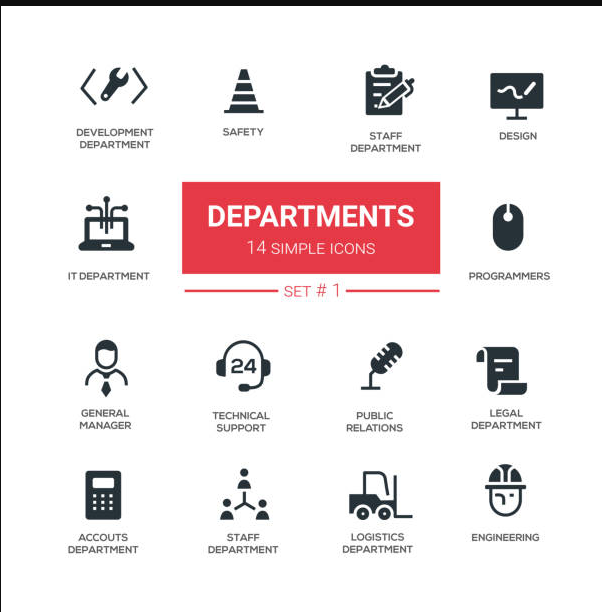 DEVELOPMENT
DEPARTMENT
SAFETY
STAFF
DEPARTMENT
DESIGN
IT DEPARTMENT
DEPARTMENTS
14 SIMPLE ICONS
SET # 1
PROGRAMMERS
GENERAL
MANAGER
24
TECHNICAL
SUPPORT
PUBLIC
RELATIONS
LEGAL
DEPARTMENT
ACCOUTS
DEPARTMENT
STAFF
DEPARTMENT
LOGISTICS
DEPARTMENT
ENGINEERING